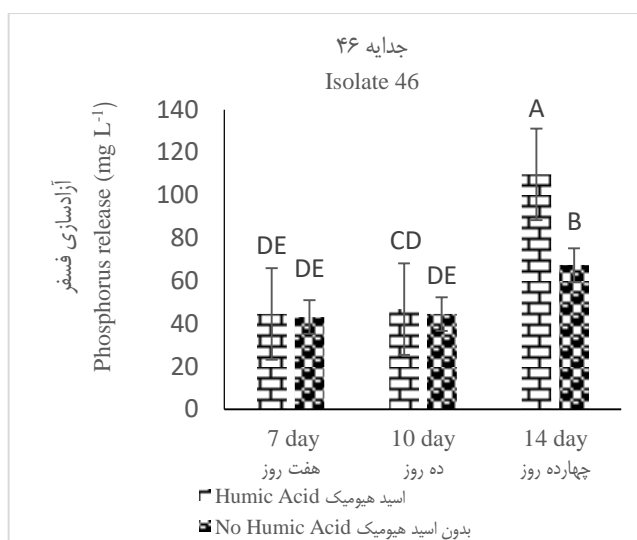 جدایه ۴۶
Isolate 46
آزادسازی فسفر
Phosphorus release (mg L-1)
140
120
100
80
60
40
20
0
DE
DE
CD
DE
A
B
7 day
10 day
14 day
هفت روز
ده روز
چهارده روز
Humic Acid اسید هیومیک
No Humic Acid بدون اسید هیومیک